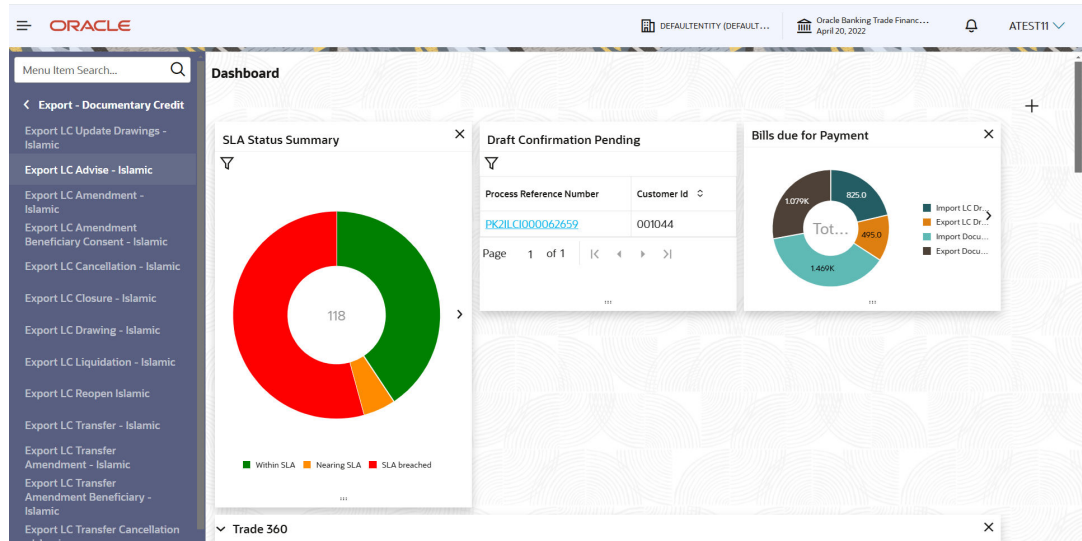 ORACLE
DEFAULTENTITY (DEFAULT...
Oracle Banking Trade Financ...
April 20, 2022
ATEST11
Menu Item Search...
Export - Documentary Credit
Export LC Update Drawings -
Islamic
Export LC Advise - Islamic
Export LC Amendment -
Islamic
Export LC Amendment
Beneficiary Consent - Islamic
Export LC Cancellation - Islamic
Export LC Closure - Islamic
Export LC Drawing - Islamic
Export LC Liquidation - Islamic
Export LC Reopen Islamic
Export LC Transfer - Islamic
Export LC Transfer
Amendment - Islamic
Export LC Transfer
Amendment Beneficiary -
Islamic
Export LC Transfer Cancellation
Dashboard
SLA Status Summary
118
Within SLA Nearing SLA SLA breached
Draft Confirmation Pending
Process Reference Number Customer Id
PK2ILCI000062659 001044
Page 1 of 1
Bills due for Payment
1.079K 825.0
Tot... 495.0
1.469K
Import LC Dr...
Export LC Dr...
Import Docu...
Export Docu...
Trade 360